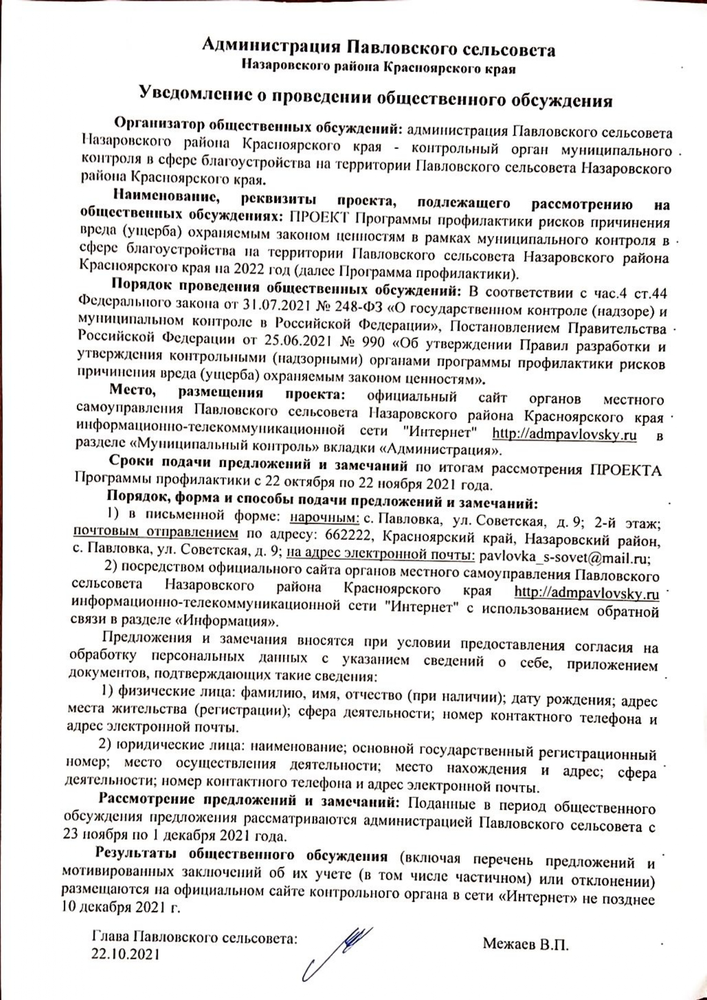 Администрация Павловского сельсовета
Назаровского района Красноярского края
Уведомление о проведении общественного обсуждения
Организатор общественных обсуждений: администрация Павловского сельсовета
Назаровского района Красноярского края - контрольный орган муниципального
контроля в сфере благоустройства на территории Павловского сельсовета Назаровского
района Красноярского края.
Наименование, реквизиты проекта, подлежащего рассмотрению на
общественных обсуждениях: ПРОЕКТ Программы профилактики рисков причинения
вреда (ущерба) охраняемым законом ценностям в рамках муниципального контроля в
сфере благоустройства на территории Павловского сельсовета Назаровского района
Красноярского края на 2022 год (далее Программа профилактики).
Порядок проведения общественных обсуждений: В соответствии с час.4 ст.44
Федерального закона от 31.07.2021 № 248-ФЗ «О государственном контроле (надзоре) и
муниципальном контроле в Российской Федерации», Постановлением Правительства
Российской Федерации от 25.06.2021 № 990 «Об утверждении Правил разработки и
утверждения контрольными (надзорными) органами программы профилактики рисков
причинения вреда (ущерба) охраняемым законом ценностям».
Место, размещения проекта: официальный сайт органов местного
самоуправления Павловского сельсовета Назаровского района Красноярского края
информационно-телекоммуникационной сети "Интернет" http://admpavlovsky.ru в
разделе «Муниципальный контроль» вкладки «Администрация».
Сроки подачи предложений и замечаний по итогам рассмотрения ПРОЕКТА
Программы профилактики с 22 октября по 22 ноября 2021 года.
Порядок, форма и способы подачи предложений и замечаний:
1) в письменной форме: нарочным: с. Павловка, ул. Советская, д. 9; 2-й этаж;
почтовым отправлением по адресу: 662222, Красноярский край, Назаровский район,
с. Павловка, ул. Советская, д. 9; на адрес электронной почты: pavlovka_s-sovet@mail.ru;
2) посредством официального сайта органов местного самоуправления Павловского
сельсовета Назаровского района Красноярского края http://admpavlovsky.ru
информационно-телекоммуникационной сети "Интернет" с использованием обратной
связи в разделе «Информация».
Предложения и замечания вносятся при условии предоставления согласия на
обработку персональных данных с указанием сведений о себе, приложением
документов, подтверждающих такие сведения:
1) физические лица: фамилию, имя, отчество (при наличии); дату рождения; адрес
места жительства (регистрации); сфера деятельности; номер контактного телефона и
адрес электронной почты.
2) юридические лица: наименование; основной государственный регистрационный
номер; место осуществления деятельности; место нахождения и адрес; сфера
деятельности; номер контактного телефона и адрес электронной почты.
Рассмотрение предложений и замечаний: Поданные в период общественного
обсуждения предложения рассматриваются администрацией Павловского сельсовета с
23 ноября по 1 декабря 2021 года.
Результаты общественного обсуждения (включая перечень предложений и
мотивированных заключений об их учете (в том числе частичном) или отклонении)
размещаются на официальном сайте контрольного органа в сети «Интернет» не позднее
10 декабря 2021 г.
Глава Павловского сельсовета: Межаев В.П.
22.10.2021